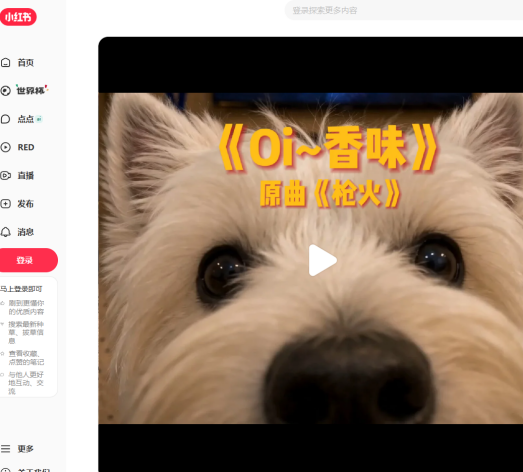 小红书
登录探索更多内容
首页
世界杯
点点
RED
直播
发布
消息
登录
马上登录即可
刷到更懂你
的优质内容
搜索最新种
草、拔草信
息
查看收藏、
点赞的笔记
与他人更好
地互动、交
流
更多
《Oi~香味》
原曲《枪火》